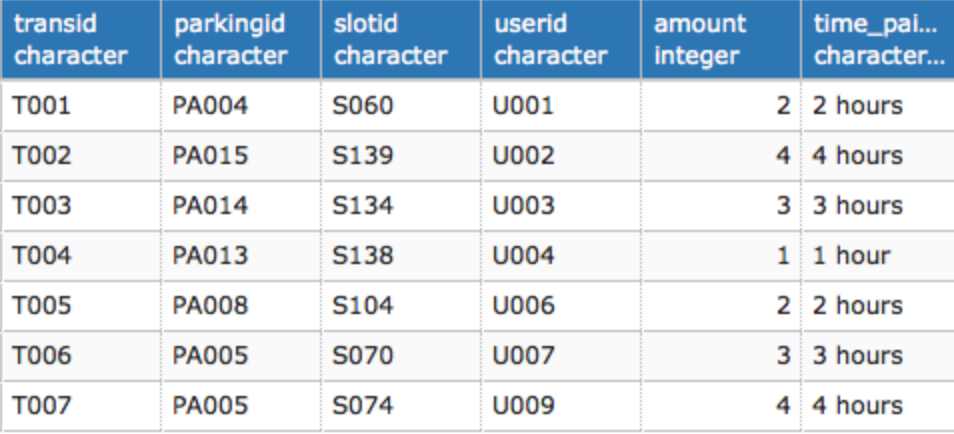 transid parkingid slotid userid amount time_pai...
character character character character integer character...
T001 PA004 S060 U001 2 2 hours
T002 PA015 S139 U002 4 4 hours
T003 PA014 S134 U003 3 3 hours
T004 PA013 S138 U004 1 1 hour
T005 PA008 S104 U006 2 2 hours
T006 PA005 S070 U007 3 3 hours
T007 PA005 S074 U009 4 4 hours